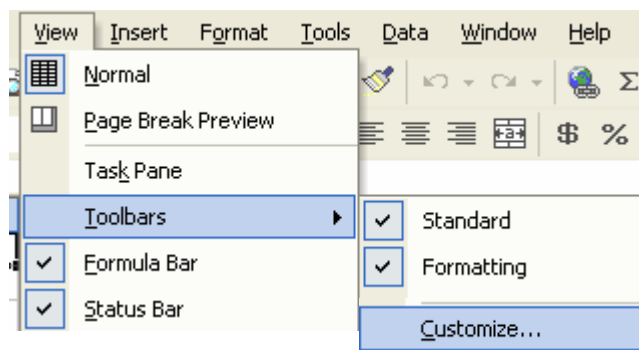 View Insert Format Tools Data Window Help
Normal
Page Break Preview
$ %
Task Pane
Toolbars
Standard
Formula Bar
Formatting
Status Bar
Customize...